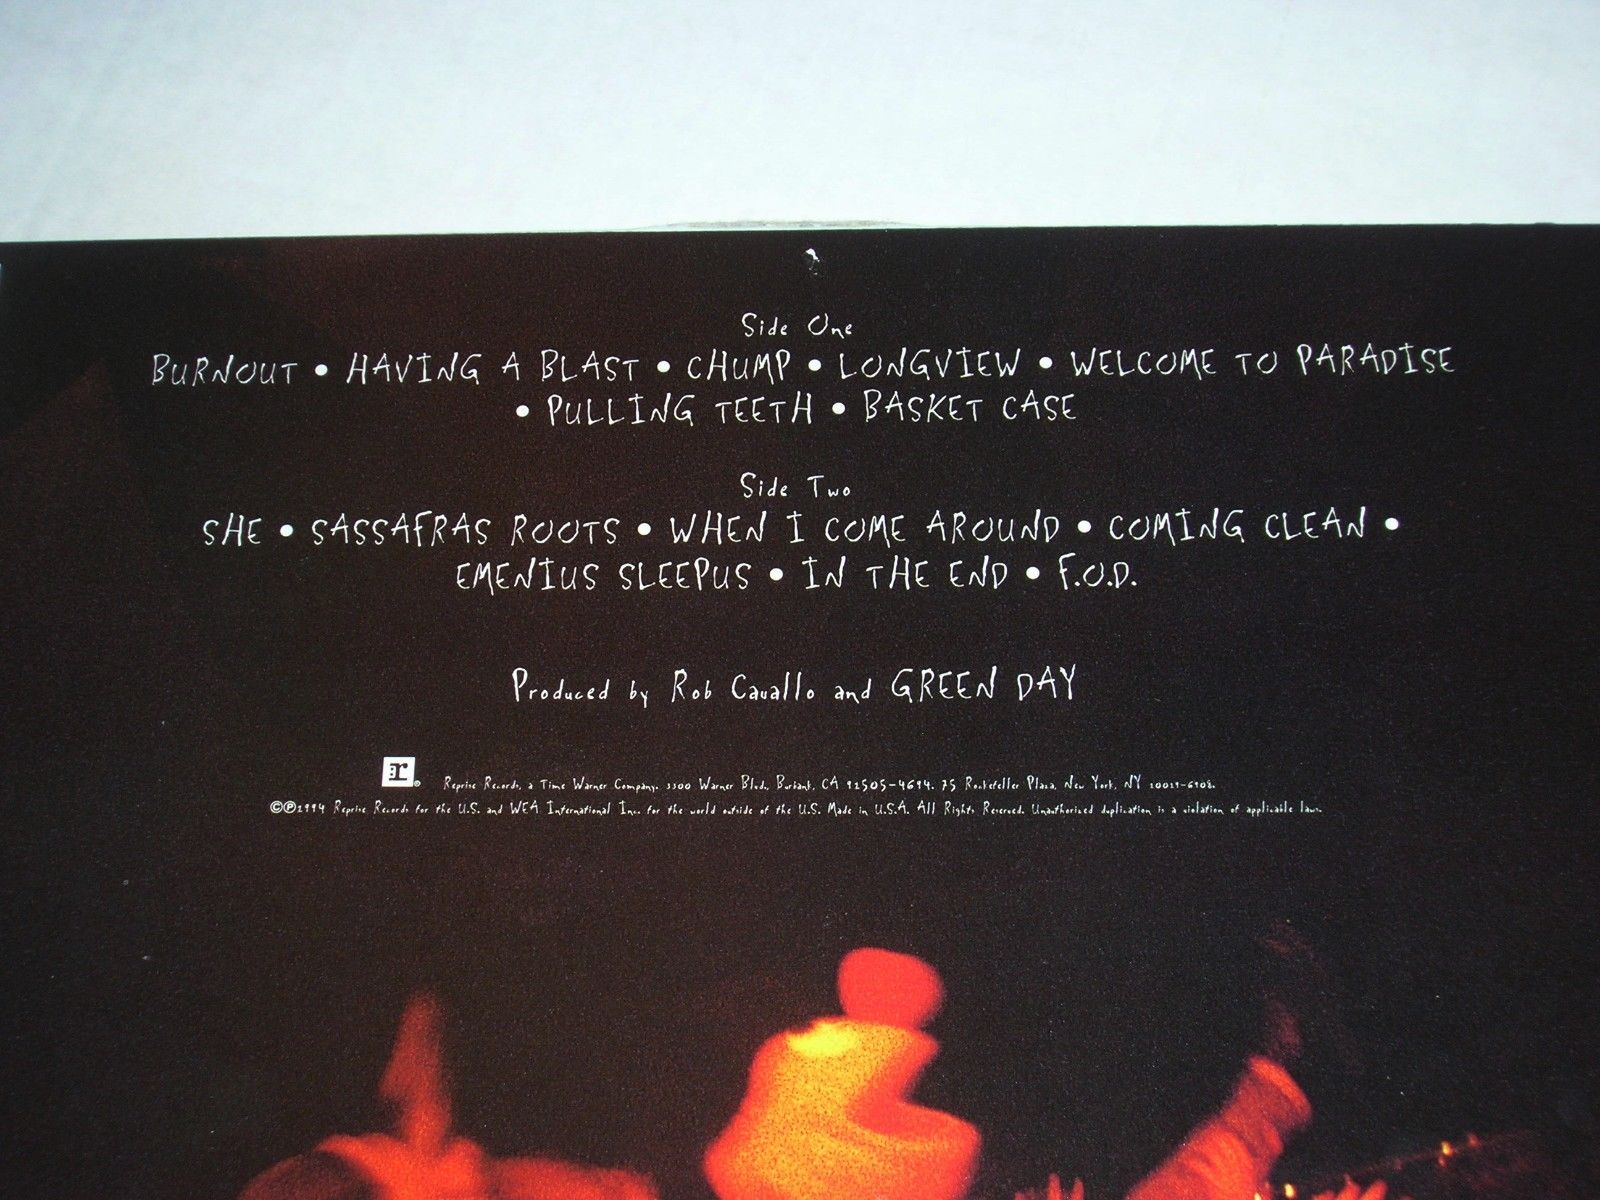 Side One
BURNOUT • HAVING A BLAST • CHUMP • LONGVIEW • WELCOME TO PARADISE
• PULLING TEETH • BASKET CASE
Side Two
SHE • SASSAFRAS ROOTS • WHEN I COME AROUND • COMING CLEAN •
EMENIUS SLEEPUS • IN THE END • F.O.D.
Produced by Rob Cavallo and GREEN DAY
r® Reprise Records, a Time Warner Company. 3300 Warner Blvd., Burbank, CA 91505-4694. 75 Rockefeller Plaza, New York, NY 10019-6908.
©℗1994 Reprise Records for the U.S. and WEA International Inc. for the world outside of the U.S. Made in U.S.A. All Rights Reserved. Unauthorized duplication is a violation of applicable laws.